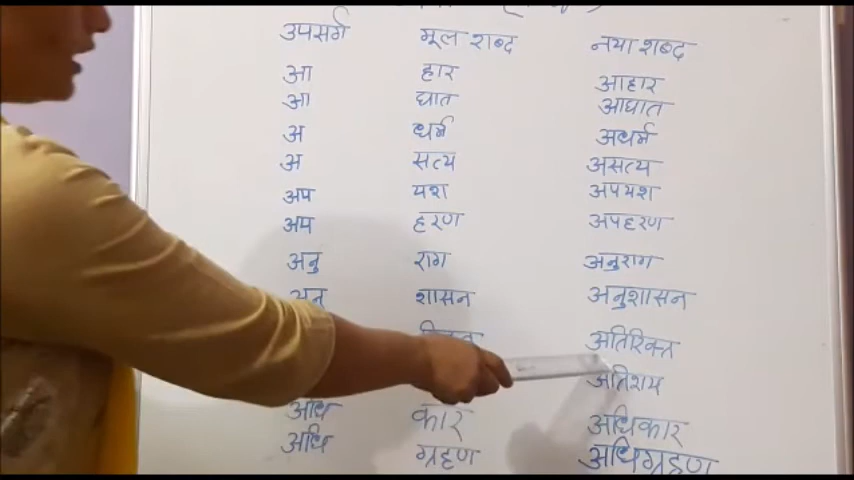 उपसर्ग मूल शब्द नया शब्द
आ हार आहार
आ घात आघात
अ धर्म अधर्म
अ सत्य असत्य
अप यश अपयश
अप हरण अपहरण
अनु राग अनुराग
अनु शासन अनुशासन
अतिरिक्त
अतिशय
अधि कार अधिकार
अधि ग्रहण अधिग्रहण